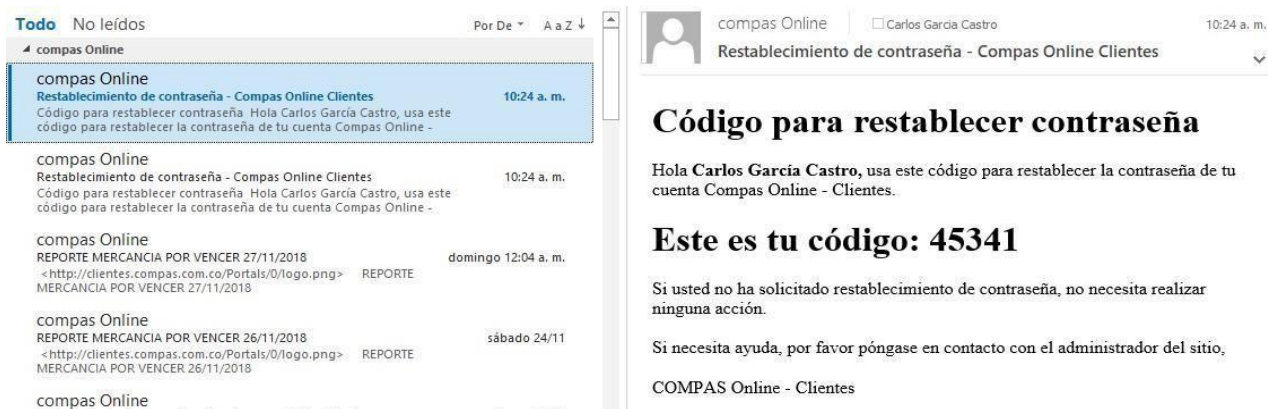 Todo No leídos Por De A a Z ↓
compas Online
compas Online
Restablecimiento de contraseña - Compas Online Clientes 10:24 a. m.
Código para restablecer contraseña Hola Carlos García Castro, usa este
código para restablecer la contraseña de tu cuenta Compas Online -
compas Online
Restablecimiento de contraseña - Compas Online Clientes 10:24 a. m.
Código para restablecer contraseña Hola Carlos García Castro, usa este
código para restablecer la contraseña de tu cuenta Compas Online -
compas Online
REPORTE MERCANCIA POR VENCER 27/11/2018 domingo 12:04 a. m.
<http://clientes.compas.com.co/Portals/0/logo.png> REPORTE
MERCANCIA POR VENCER 27/11/2018
compas Online
REPORTE MERCANCIA POR VENCER 26/11/2018 sábado 24/11
<http://clientes.compas.com.co/Portals/0/logo.png> REPORTE
MERCANCIA POR VENCER 26/11/2018
compas Online
compas Online Carlos Garcia Castro 10:24 a. m.
Restablecimiento de contraseña - Compas Online Clientes
Código para restablecer contraseña
Hola Carlos García Castro, usa este código para restablecer la contraseña de tu
cuenta Compas Online - Clientes.
Este es tu código: 45341
Si usted no ha solicitado restablecimiento de contraseña, no necesita realizar
ninguna acción.
Si necesita ayuda, por favor póngase en contacto con el administrador del sitio,
COMPAS Online - Clientes